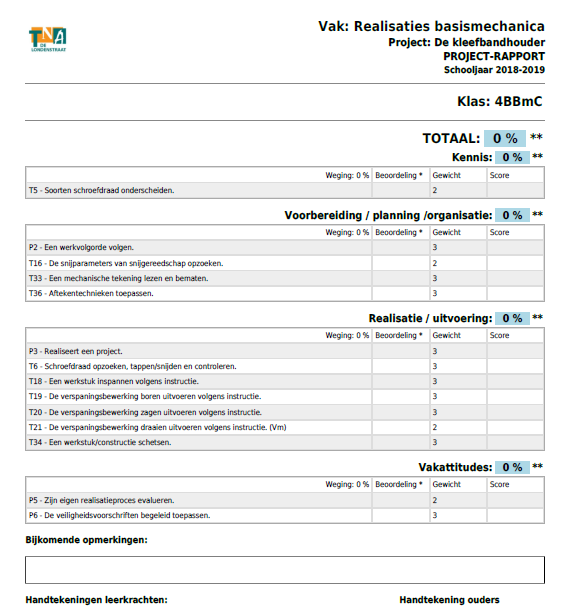 TNA
DE
LONDENSTRAAT
Vak: Realisaties basismechanica
Project: De kleefbandhouder
PROJECT-RAPPORT
Schooljaar 2018-2019
Klas: 4BBmC
TOTAAL: 0 % **
Kennis: 0 % **
Weging: 0 % Beoordeling * Gewicht Score
T5 - Soorten schroefdraad onderscheiden. 2
Voorbereiding / planning /organisatie: 0 % **
Weging: 0 % Beoordeling * Gewicht Score
P2 - Een werkvolgorde volgen. 3
T16 - De snijparameters van snijgereedschap opzoeken. 2
T33 - Een mechanische tekening lezen en bematen. 3
T36 - Aftekentechnieken toepassen. 3
Realisatie / uitvoering: 0 % **
Weging: 0 % Beoordeling * Gewicht Score
P3 - Realiseert een project. 3
T6 - Schroefdraad opzoeken, tappen/snijden en controleren. 3
T18 - Een werkstuk inspannen volgens instructie. 3
T19 - De verspaningsbewerking boren uitvoeren volgens instructie. 3
T20 - De verspaningsbewerking zagen uitvoeren volgens instructie. 3
T21 - De verspaningsbewerking draaien uitvoeren volgens instructie. (Vm) 2
T34 - Een werkstuk/constructie schetsen. 3
Vakattitudes: 0 % **
Weging: 0 % Beoordeling * Gewicht Score
P5 - Zijn eigen realisatieproces evalueren. 2
P6 - De veiligheidsvoorschriften begeleid toepassen. 3
Bijkomende opmerkingen:
Handtekeningen leerkrachten: Handtekening ouders